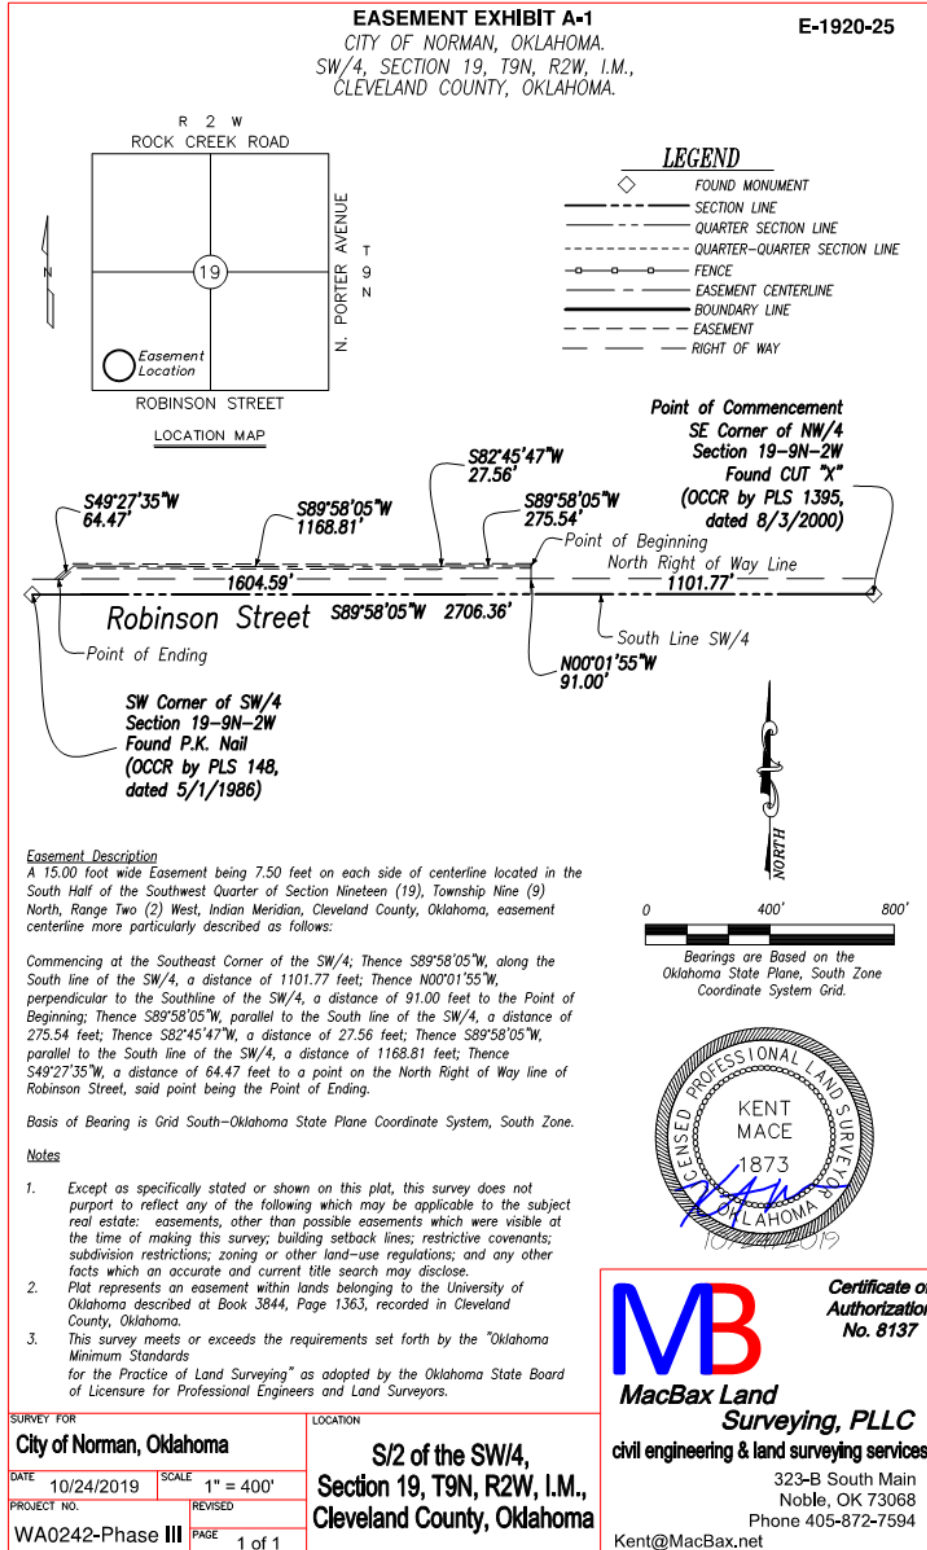 EASEMENT EXHIBIT A-1
E-1920-25
CITY OF NORMAN, OKLAHOMA.
SW/4, SECTION 19, T9N, R2W, I.M.,
CLEVELAND COUNTY, OKLAHOMA.
R 2 W
ROCK CREEK ROAD
N
19
N. PORTER AVENUE
T
9
N
Easement
Location
ROBINSON STREET
LOCATION MAP
LEGEND
FOUND MONUMENT
SECTION LINE
QUARTER SECTION LINE
QUARTER-QUARTER SECTION LINE
FENCE
EASEMENT CENTERLINE
BOUNDARY LINE
EASEMENT
RIGHT OF WAY
Point of Commencement
SE Corner of NW/4
Section 19-9N-2W
Found CUT "X"
(OCCR by PLS 1395,
dated 8/3/2000)
S82°45'47"W
27.56'
S49°27'35"W
64.47'
S89°58'05"W
1168.81'
S89°58'05"W
275.54'
Point of Beginning
North Right of Way Line
1604.59'
1101.77'
Robinson Street
S89°58'05"W 2706.36'
South Line SW/4
Point of Ending
N00°01'55"W
91.00'
SW Corner of SW/4
Section 19-9N-2W
Found P.K. Nail
(OCCR by PLS 148,
dated 5/1/1986)
NORTH
0 400' 800'
Bearings are Based on the
Oklahoma State Plane, South Zone
Coordinate System Grid.
Easement Description
A 15.00 foot wide Easement being 7.50 feet on each side of centerline located in the
South Half of the Southwest Quarter of Section Nineteen (19), Township Nine (9)
North, Range Two (2) West, Indian Meridian, Cleveland County, Oklahoma, easement
centerline more particularly described as follows:
Commencing at the Southeast Corner of the SW/4; Thence S89°58'05"W, along the
South line of the SW/4, a distance of 1101.77 feet; Thence N00°01'55"W,
perpendicular to the Southline of the SW/4, a distance of 91.00 feet to the Point of
Beginning; Thence S89°58'05"W, parallel to the South line of the SW/4, a distance of
275.54 feet; Thence S82°45'47"W, a distance of 27.56 feet; Thence S89°58'05"W,
parallel to the South line of the SW/4, a distance of 1168.81 feet; Thence
S49°27'35"W, a distance of 64.47 feet to a point on the North Right of Way line of
Robinson Street, said point being the Point of Ending.
Basis of Bearing is Grid South-Oklahoma State Plane Coordinate System, South Zone.
Notes
1. Except as specifically stated or shown on this plat, this survey does not
purport to reflect any of the following which may be applicable to the subject
real estate: easements, other than possible easements which were visible at
the time of making this survey; building setback lines; restrictive covenants;
subdivision restrictions; zoning or other land-use regulations; and any other
facts which an accurate and current title search may disclose.
2. Plat represents an easement within lands belonging to the University of
Oklahoma described at Book 3844, Page 1363, recorded in Cleveland
County, Oklahoma.
3. This survey meets or exceeds the requirements set forth by the "Oklahoma
Minimum Standards
for the Practice of Land Surveying" as adopted by the Oklahoma State Board
of Licensure for Professional Engineers and Land Surveyors.
LICENSED PROFESSIONAL LAND SURVEYOR
KENT
MACE
1873
OKLAHOMA
MB
Certificate of
Authorization
No. 8137
MacBax Land
Surveying, PLLC
civil engineering & land surveying services
323-B South Main
Noble, OK 73068
Phone 405-872-7594
Kent@MacBax.net
SURVEY FOR
City of Norman, Oklahoma
DATE 10/24/2019
SCALE 1" = 400'
PROJECT NO.
WA0242-Phase III
REVISED
PAGE 1 of 1
LOCATION
S/2 of the SW/4,
Section 19, T9N, R2W, I.M.,
Cleveland County, Oklahoma